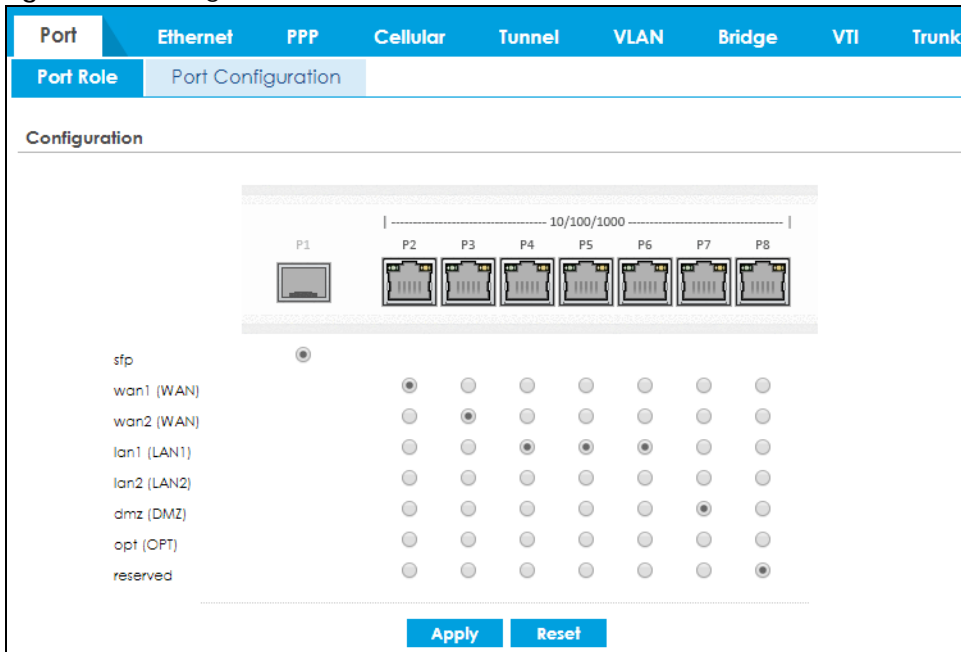 Port Ethernet PPP Cellular Tunnel VLAN Bridge VTI Trunk
Port Role Port Configuration
Configuration
|---------------------------------- 10/100/1000 ----------------------------------|
P1 P2 P3 P4 P5 P6 P7 P8
sfp
wan1 (WAN)
wan2 (WAN)
lan1 (LAN1)
lan2 (LAN2)
dmz (DMZ)
opt (OPT)
reserved
Apply Reset